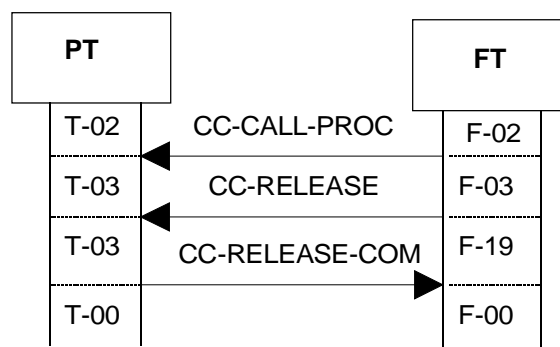 PT
FT
T-02 CC-CALL-PROC F-02
T-03 CC-RELEASE F-03
T-03 CC-RELEASE-COM F-19
T-00 F-00